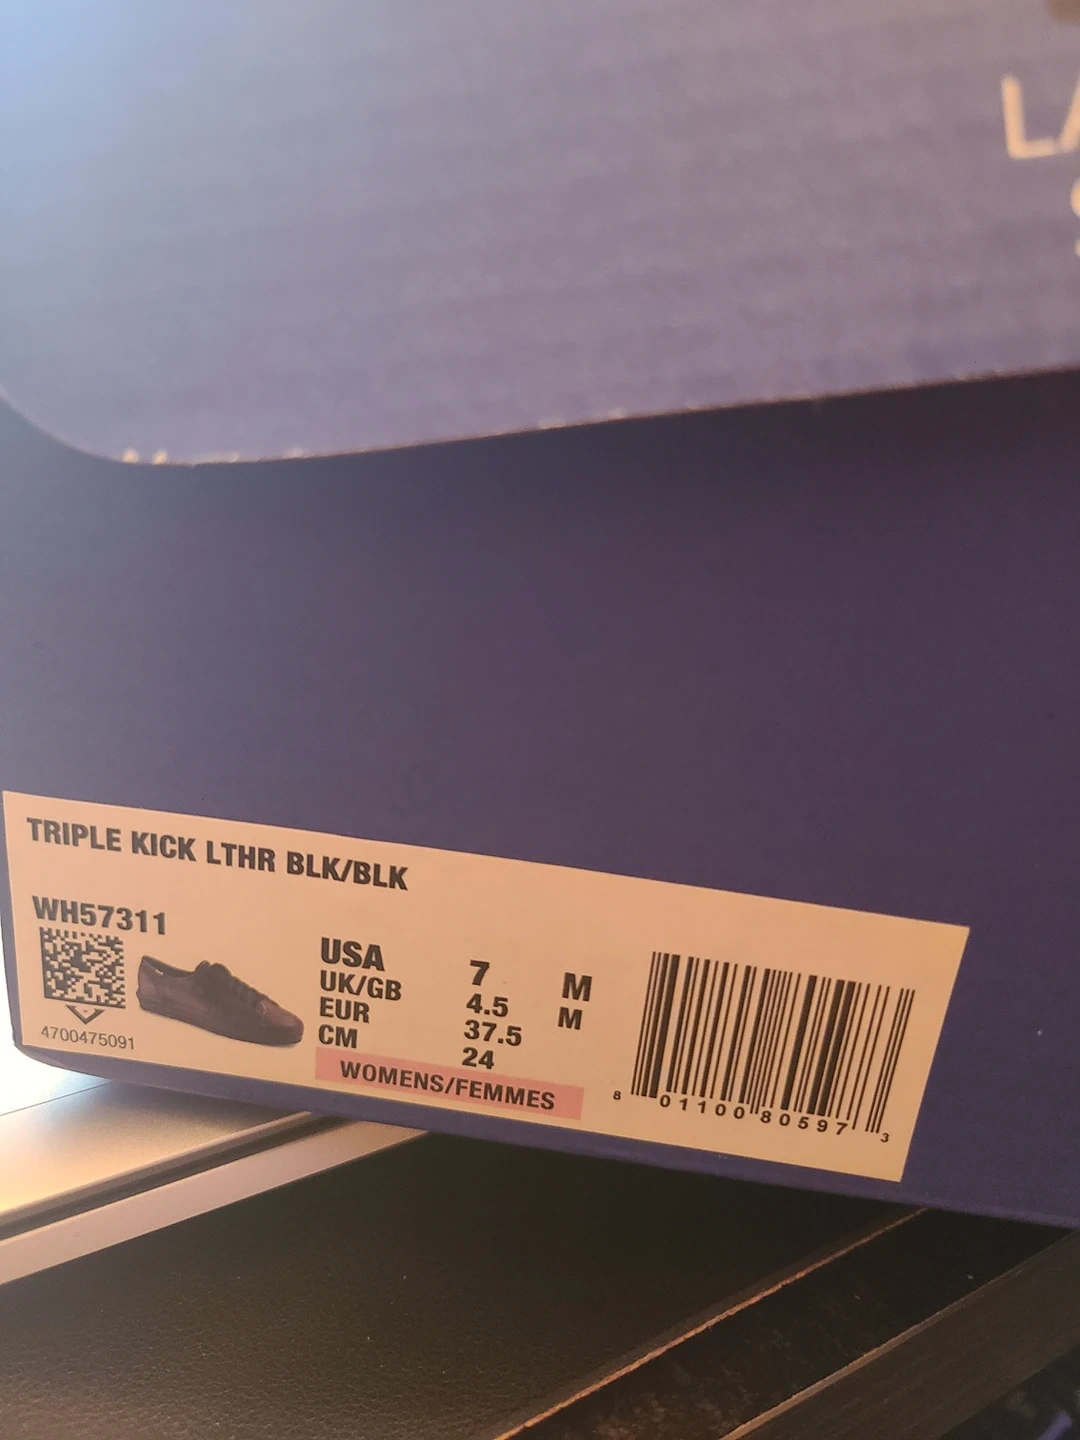 LA
TRIPLE KICK LTHR BLK/BLK
WH57311
4700475091
USA 7 M
UK/GB 4.5 M
EUR 37.5
CM 24
WOMENS/FEMMES
8 01100 80597 3